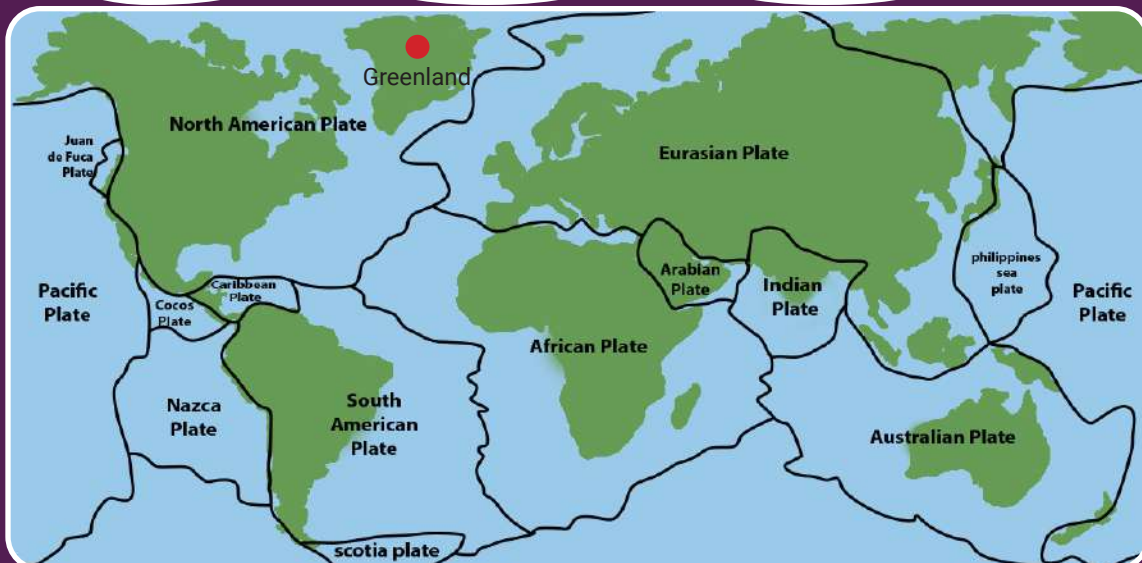 Greenland
North American Plate
Juan
de Fuca
Plate
Eurasian Plate
Pacific
Plate
Cocos
Plate
Caribbean
Plate
Arabian
Plate
Indian
Plate
philippines
sea
plate
Pacific
Plate
African Plate
Nazca
Plate
South
American
Plate
Australian Plate
scotia plate